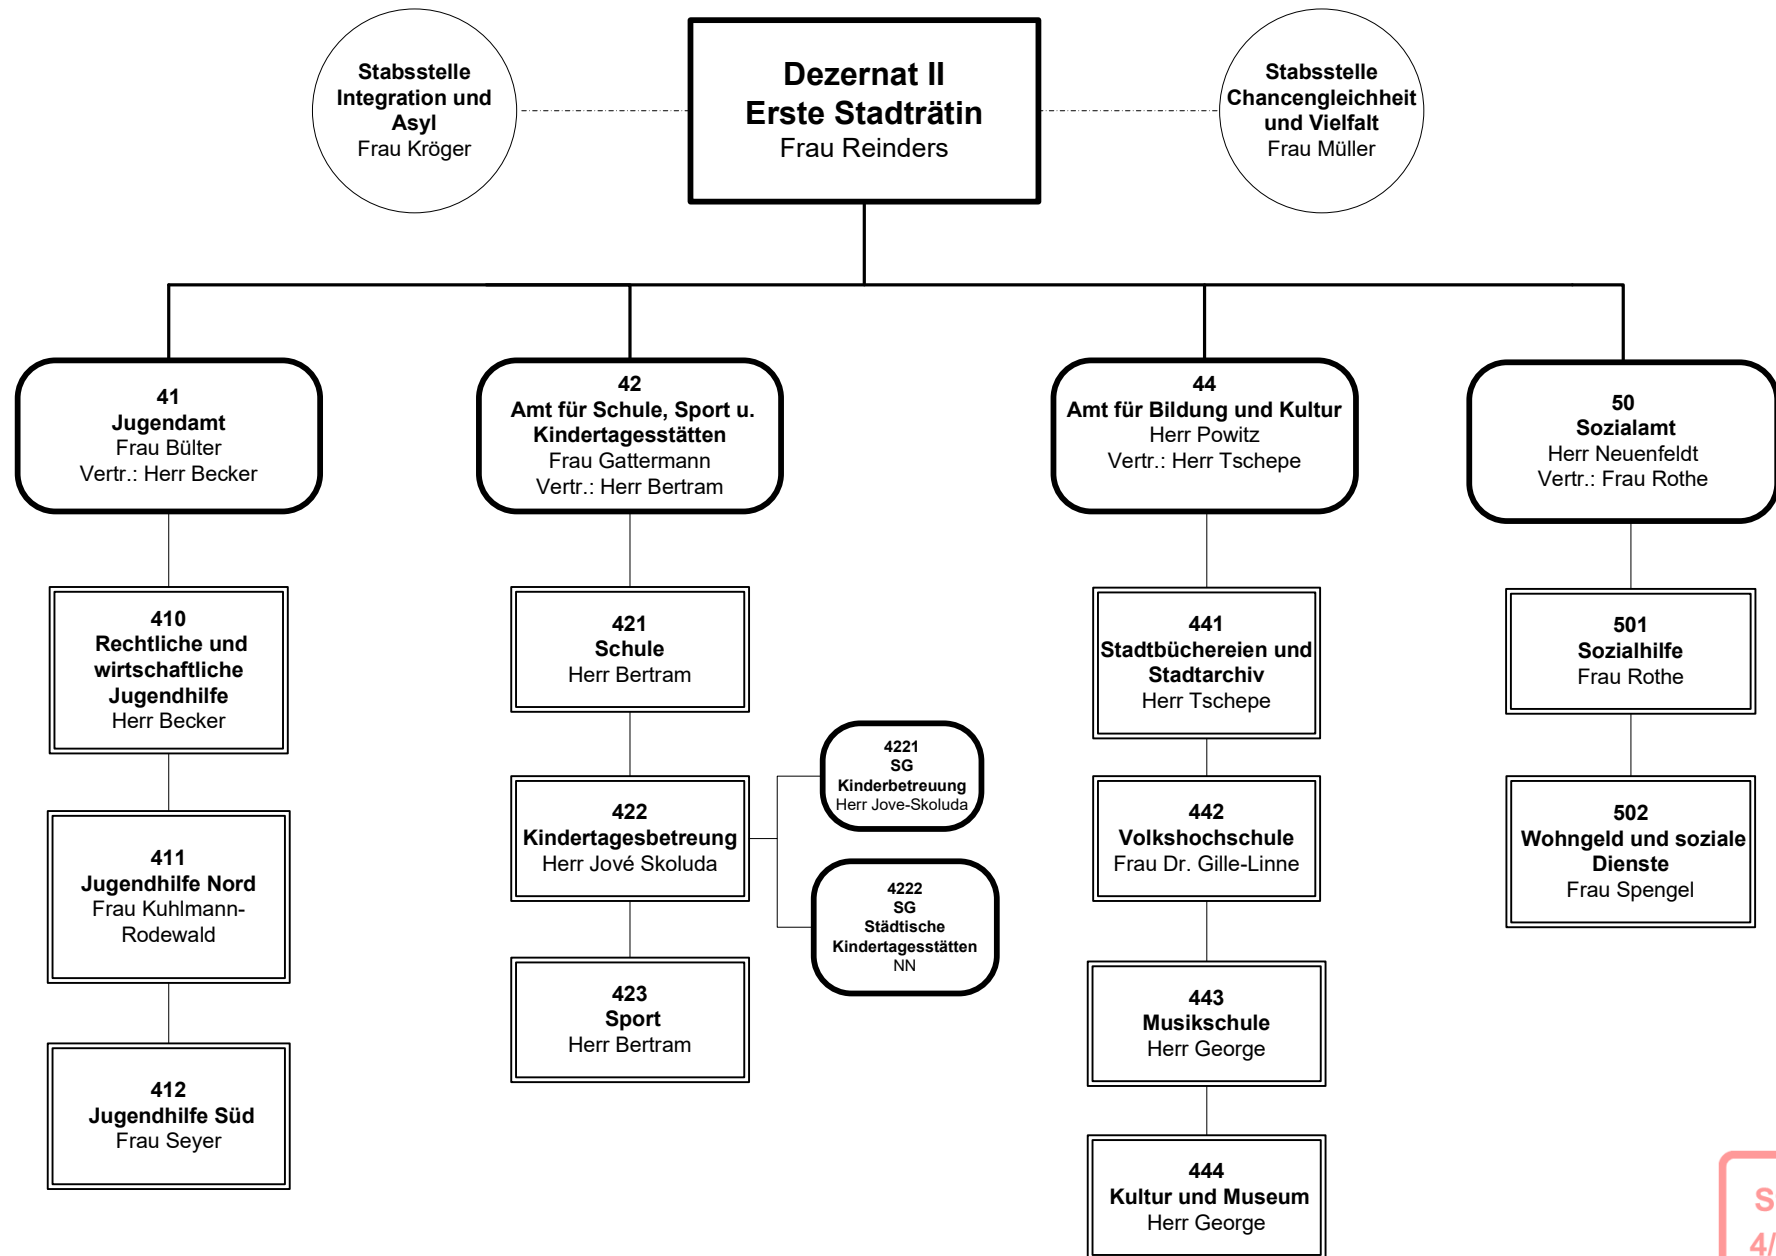 Stabsstelle
Integration und
Asyl
Frau Kröger
Dezernat II
Erste Stadträtin
Frau Reinders
Stabsstelle
Chancengleichheit
und Vielfalt
Frau Müller
41
Jugendamt
Frau Bülter
Vertr.: Herr Becker
42
Amt für Schule, Sport u.
Kindertagesstätten
Frau Gattermann
Vertr.: Herr Bertram
44
Amt für Bildung und Kultur
Herr Powitz
Vertr.: Herr Tschepe
50
Sozialamt
Herr Neuenfeldt
Vertr.: Frau Rothe
410
Rechtliche und
wirtschaftliche
Jugendhilfe
Herr Becker
421
Schule
Herr Bertram
441
Stadtbüchereien und
Stadtarchiv
Herr Tschepe
501
Sozialhilfe
Frau Rothe
411
Jugendhilfe Nord
Frau Kuhlmann-
Rodewald
422
Kindertagesbetreung
Herr Jové Skoluda
4221
SG
Kinderbetreuung
Herr Jove-Skoluda
4222
SG
Städtische
Kindertagesstätten
NN
442
Volkshochschule
Frau Dr. Gille-Linne
502
Wohngeld und soziale
Dienste
Frau Spengel
412
Jugendhilfe Süd
Frau Seyer
423
Sport
Herr Bertram
443
Musikschule
Herr George
444
Kultur und Museum
Herr George
S
4/